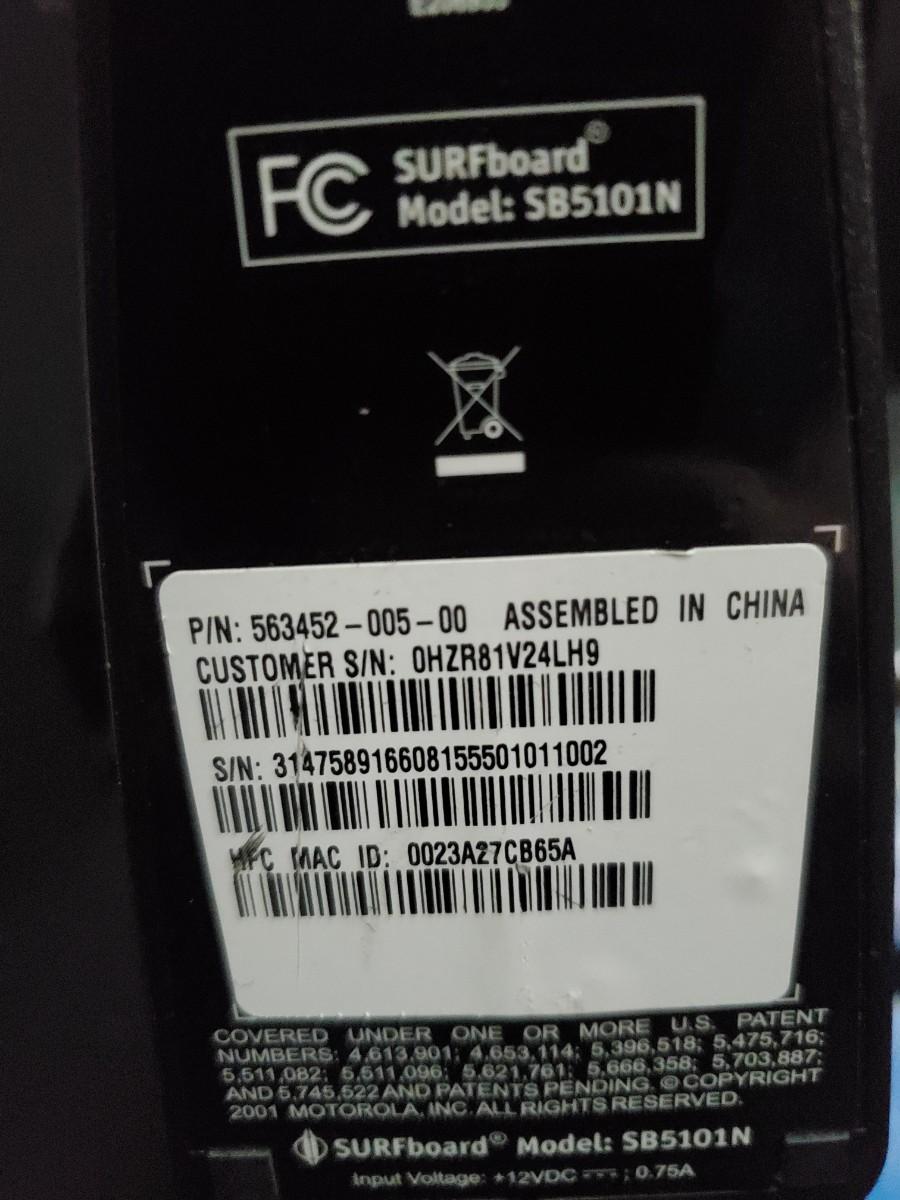 FC SURFboard®
Model: SB5101N
P/N: 563452-005-00 ASSEMBLED IN CHINA
CUSTOMER S/N: 0HZR81V24LH9
S/N: 314758916608155501011002
HFC MAC ID: 0023A27CB65A
COVERED UNDER ONE OR MORE U.S. PATENT
NUMBERS: 4,613,901; 4,653,114; 5,396,518; 5,475,716;
5,511,082; 5,511,096; 5,621,761; 5,666,358; 5,703,887;
AND 5,745,522 AND PATENTS PENDING. © COPYRIGHT
2001 MOTOROLA, INC. ALL RIGHTS RESERVED.
SURFboard® Model: SB5101N
Input Voltage: +12VDC ⎓ ; 0.75A